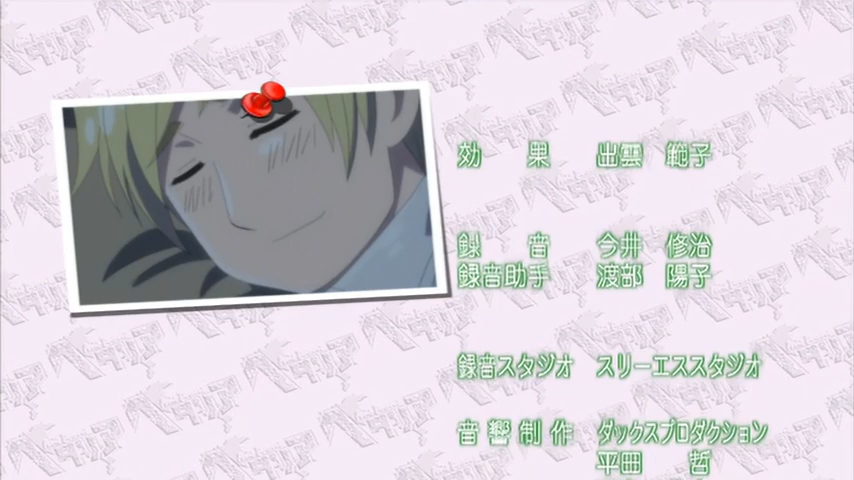 効果 出雲 範子
録音 今井 修治
録音助手 渡部 陽子
録音スタジオ スリーエススタジオ
音響制作 ダックスプロダクション
平田 哲